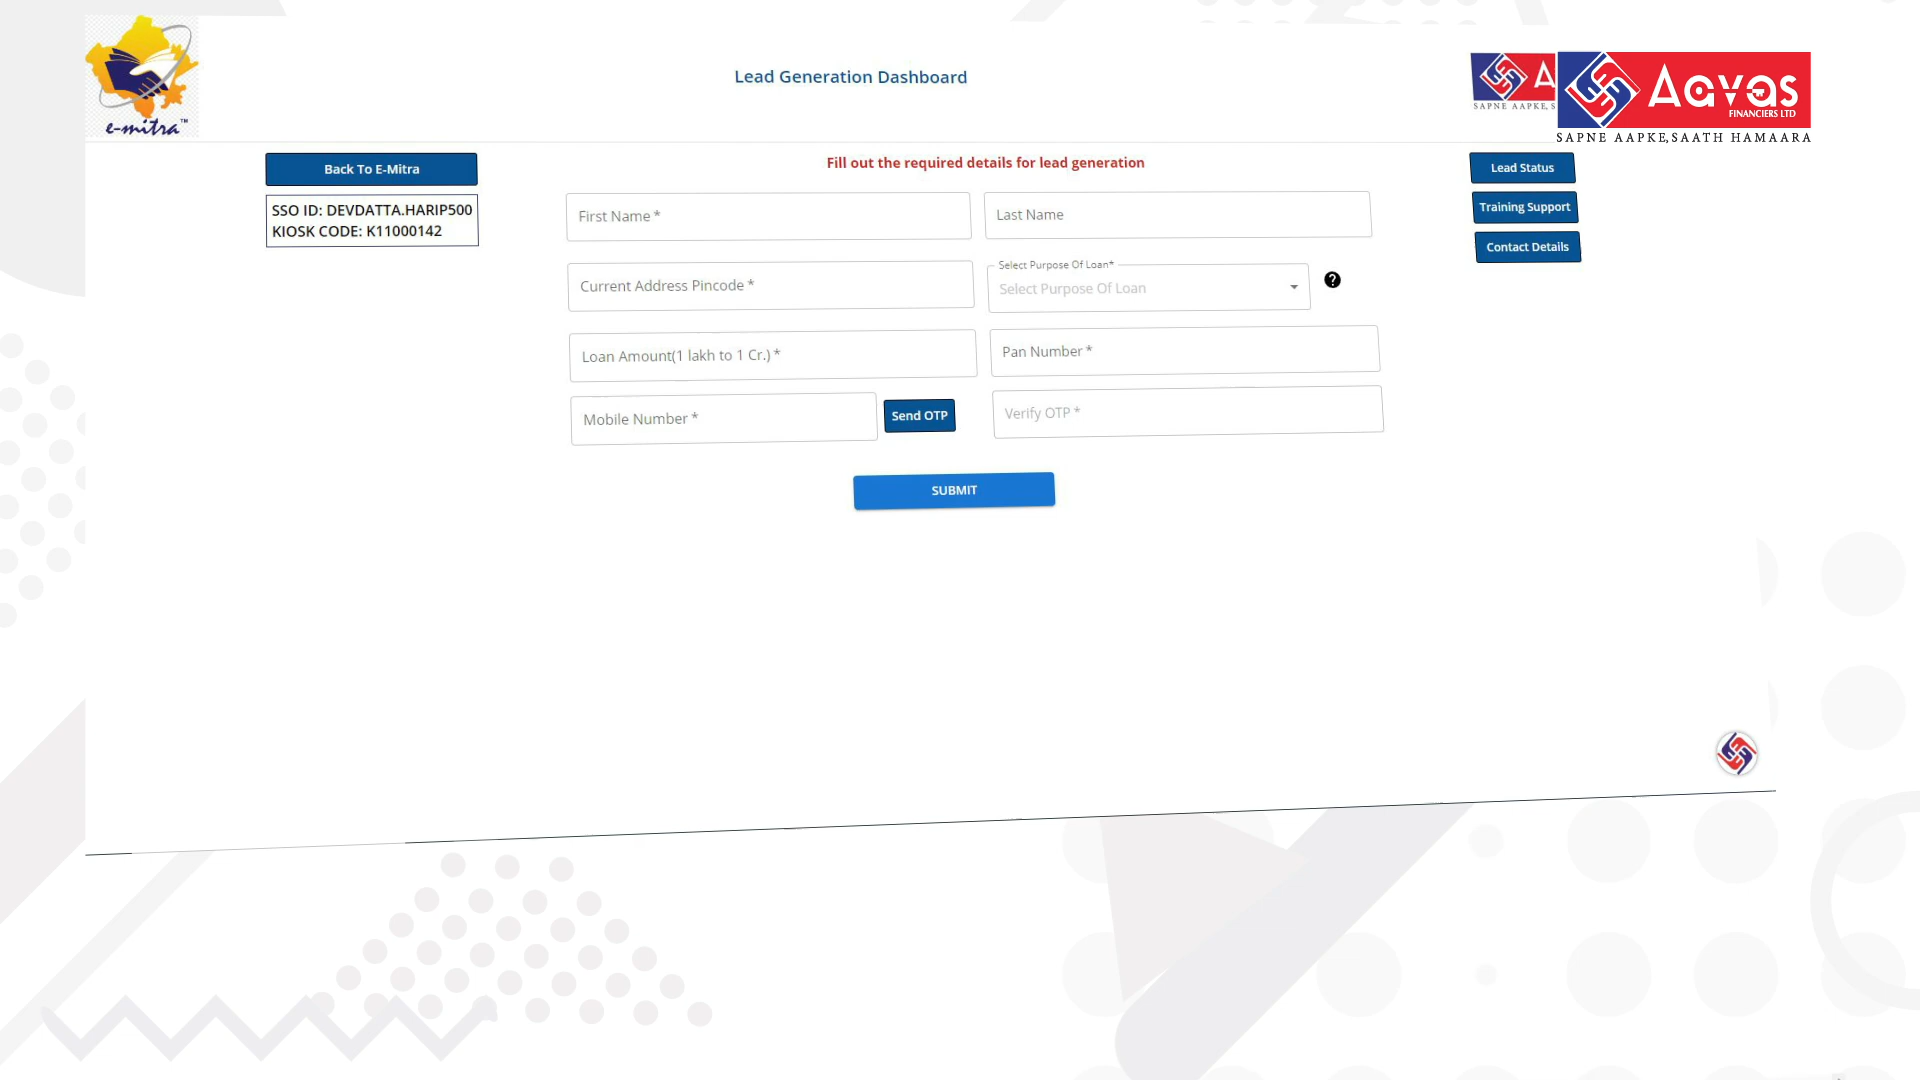 e-mitra™
Lead Generation Dashboard
A
SAPNE AAPKE, S
Aavas
FINANCIERS LTD
SAPNE AAPKE, SAATH HAMAARA
Back To E-Mitra
SSO ID: DEVDATTA.HARIP500
KIOSK CODE: K11000142
Fill out the required details for lead generation
First Name *
Last Name
Current Address Pincode *
Select Purpose Of Loan*
Select Purpose Of Loan
Loan Amount(1 lakh to 1 Cr.) *
Pan Number *
Mobile Number *
Send OTP
Verify OTP *
SUBMIT
Lead Status
Training Support
Contact Details